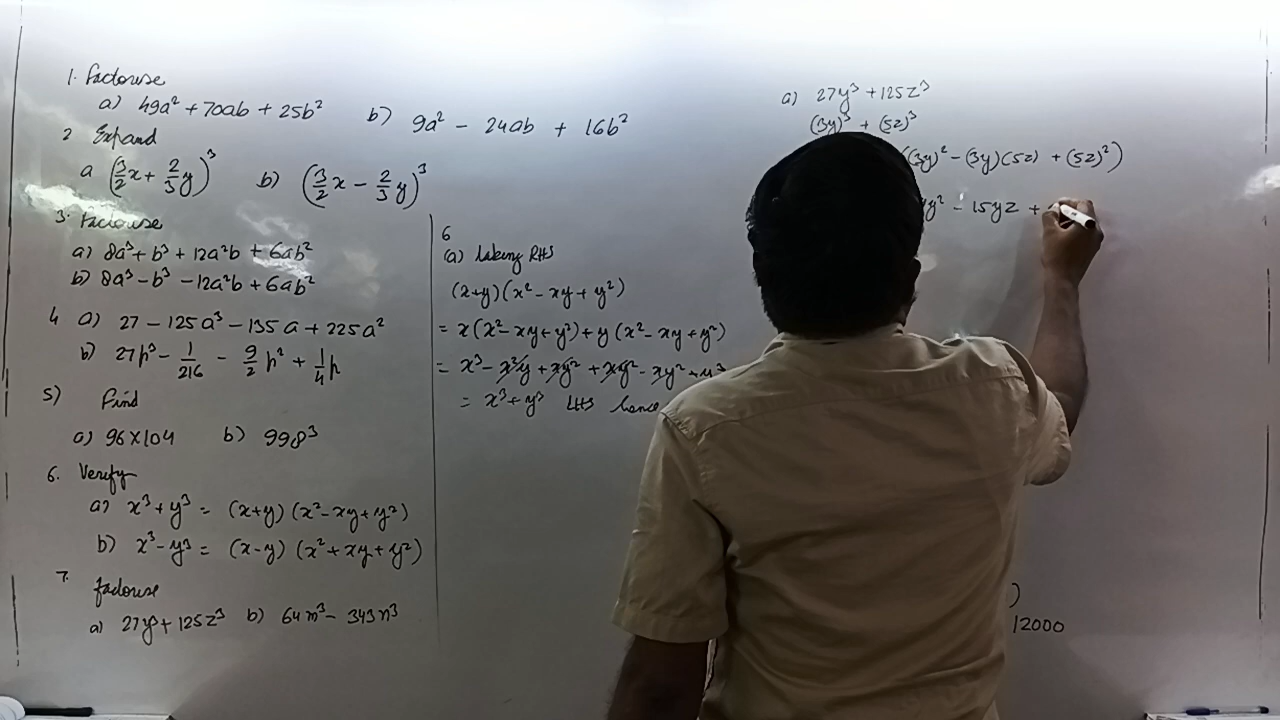 1. Factorise
a) 49a² + 70ab + 25b² b) 9a² - 24ab + 16b²
2 Expand
a (3/2x + 2/3y)³ b) (3/2x - 2/3y)³
3. Factorise
a) 8a³ + b³ + 12a²b + 6ab²
b) 8a³ - b³ - 12a²b + 6ab²
4 a) 27 - 125a³ - 135a + 225a²
b) 27p³ - 1/216 - 9/2p² + 1/4p
5) Find
a) 96x104 b) 998³
6. Verify
a) x³ + y³ = (x+y) (x² - xy + y²)
b) x³ - y³ = (x-y) (x² + xy + y²)
7. factorise
a) 27y³ + 125z³ b) 64m³ - 343n³
6
(a) taking RHS
(x+y)(x² - xy + y²)
= x(x² - xy + y²) + y(x² - xy + y²)
= x³ - x²y + xy² + xy² - xy² + y³
= x³ + y³ LHS hence
a) 27y³ + 125z³
(3y)³ + (5z)³
((3y)² - (3y)(5z) + (5z)²)
y² - 15yz +
)
12000